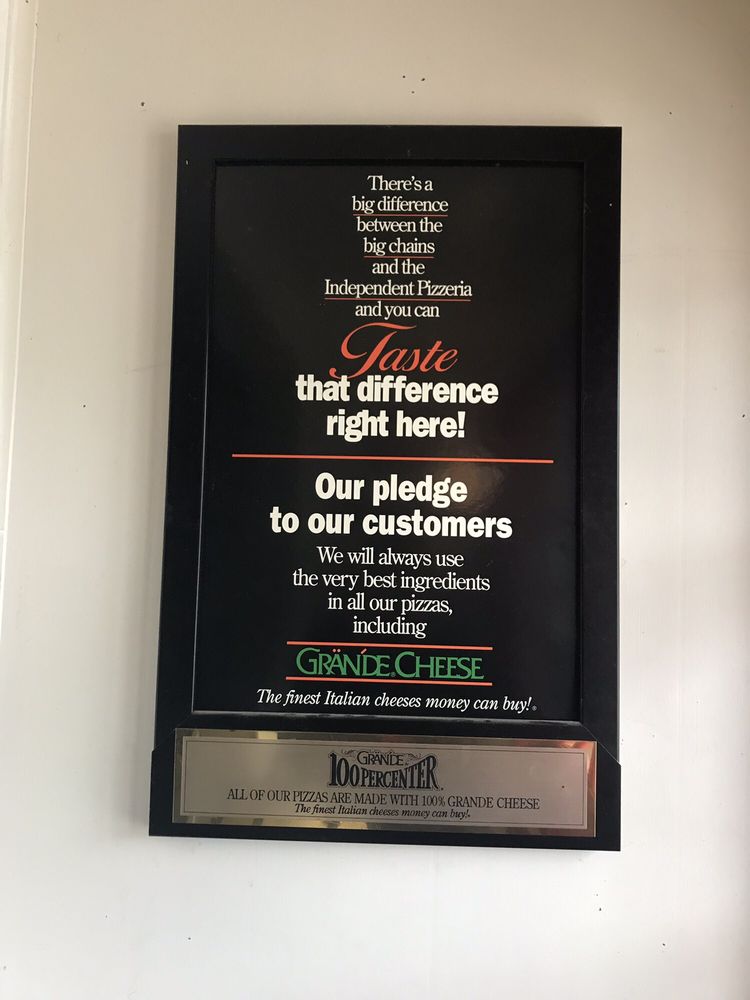 There's a
big difference
between the
big chains
and the
Independent Pizzeria
and you can
Taste
that difference
right here!
Our pledge
to our customers
We will always use
the very best ingredients
in all our pizzas,
including
GRÄNDE® CHEESE
The finest Italian cheeses money can buy!®
GRÄNDE®
100 PERCENTER®
ALL OF OUR PIZZAS ARE MADE WITH 100% GRANDE CHEESE
The finest Italian cheeses money can buy!®